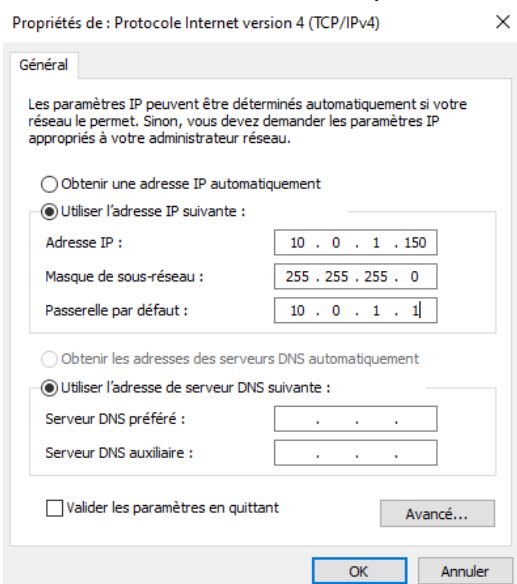 Propriétés de : Protocole Internet version 4 (TCP/IPv4)
Général
Les paramètres IP peuvent être déterminés automatiquement si votre
réseau le permet. Sinon, vous devez demander les paramètres IP
appropriés à votre administrateur réseau.
Obtenir une adresse IP automatiquement
Utiliser l'adresse IP suivante :
Adresse IP : 10 . 0 . 1 . 150
Masque de sous-réseau : 255 . 255 . 255 . 0
Passerelle par défaut : 10 . 0 . 1 . 1
Obtenir les adresses des serveurs DNS automatiquement
Utiliser l'adresse de serveur DNS suivante :
Serveur DNS préféré : . . .
Serveur DNS auxiliaire : . . .
Valider les paramètres en quittant
Avancé...
OK Annuler